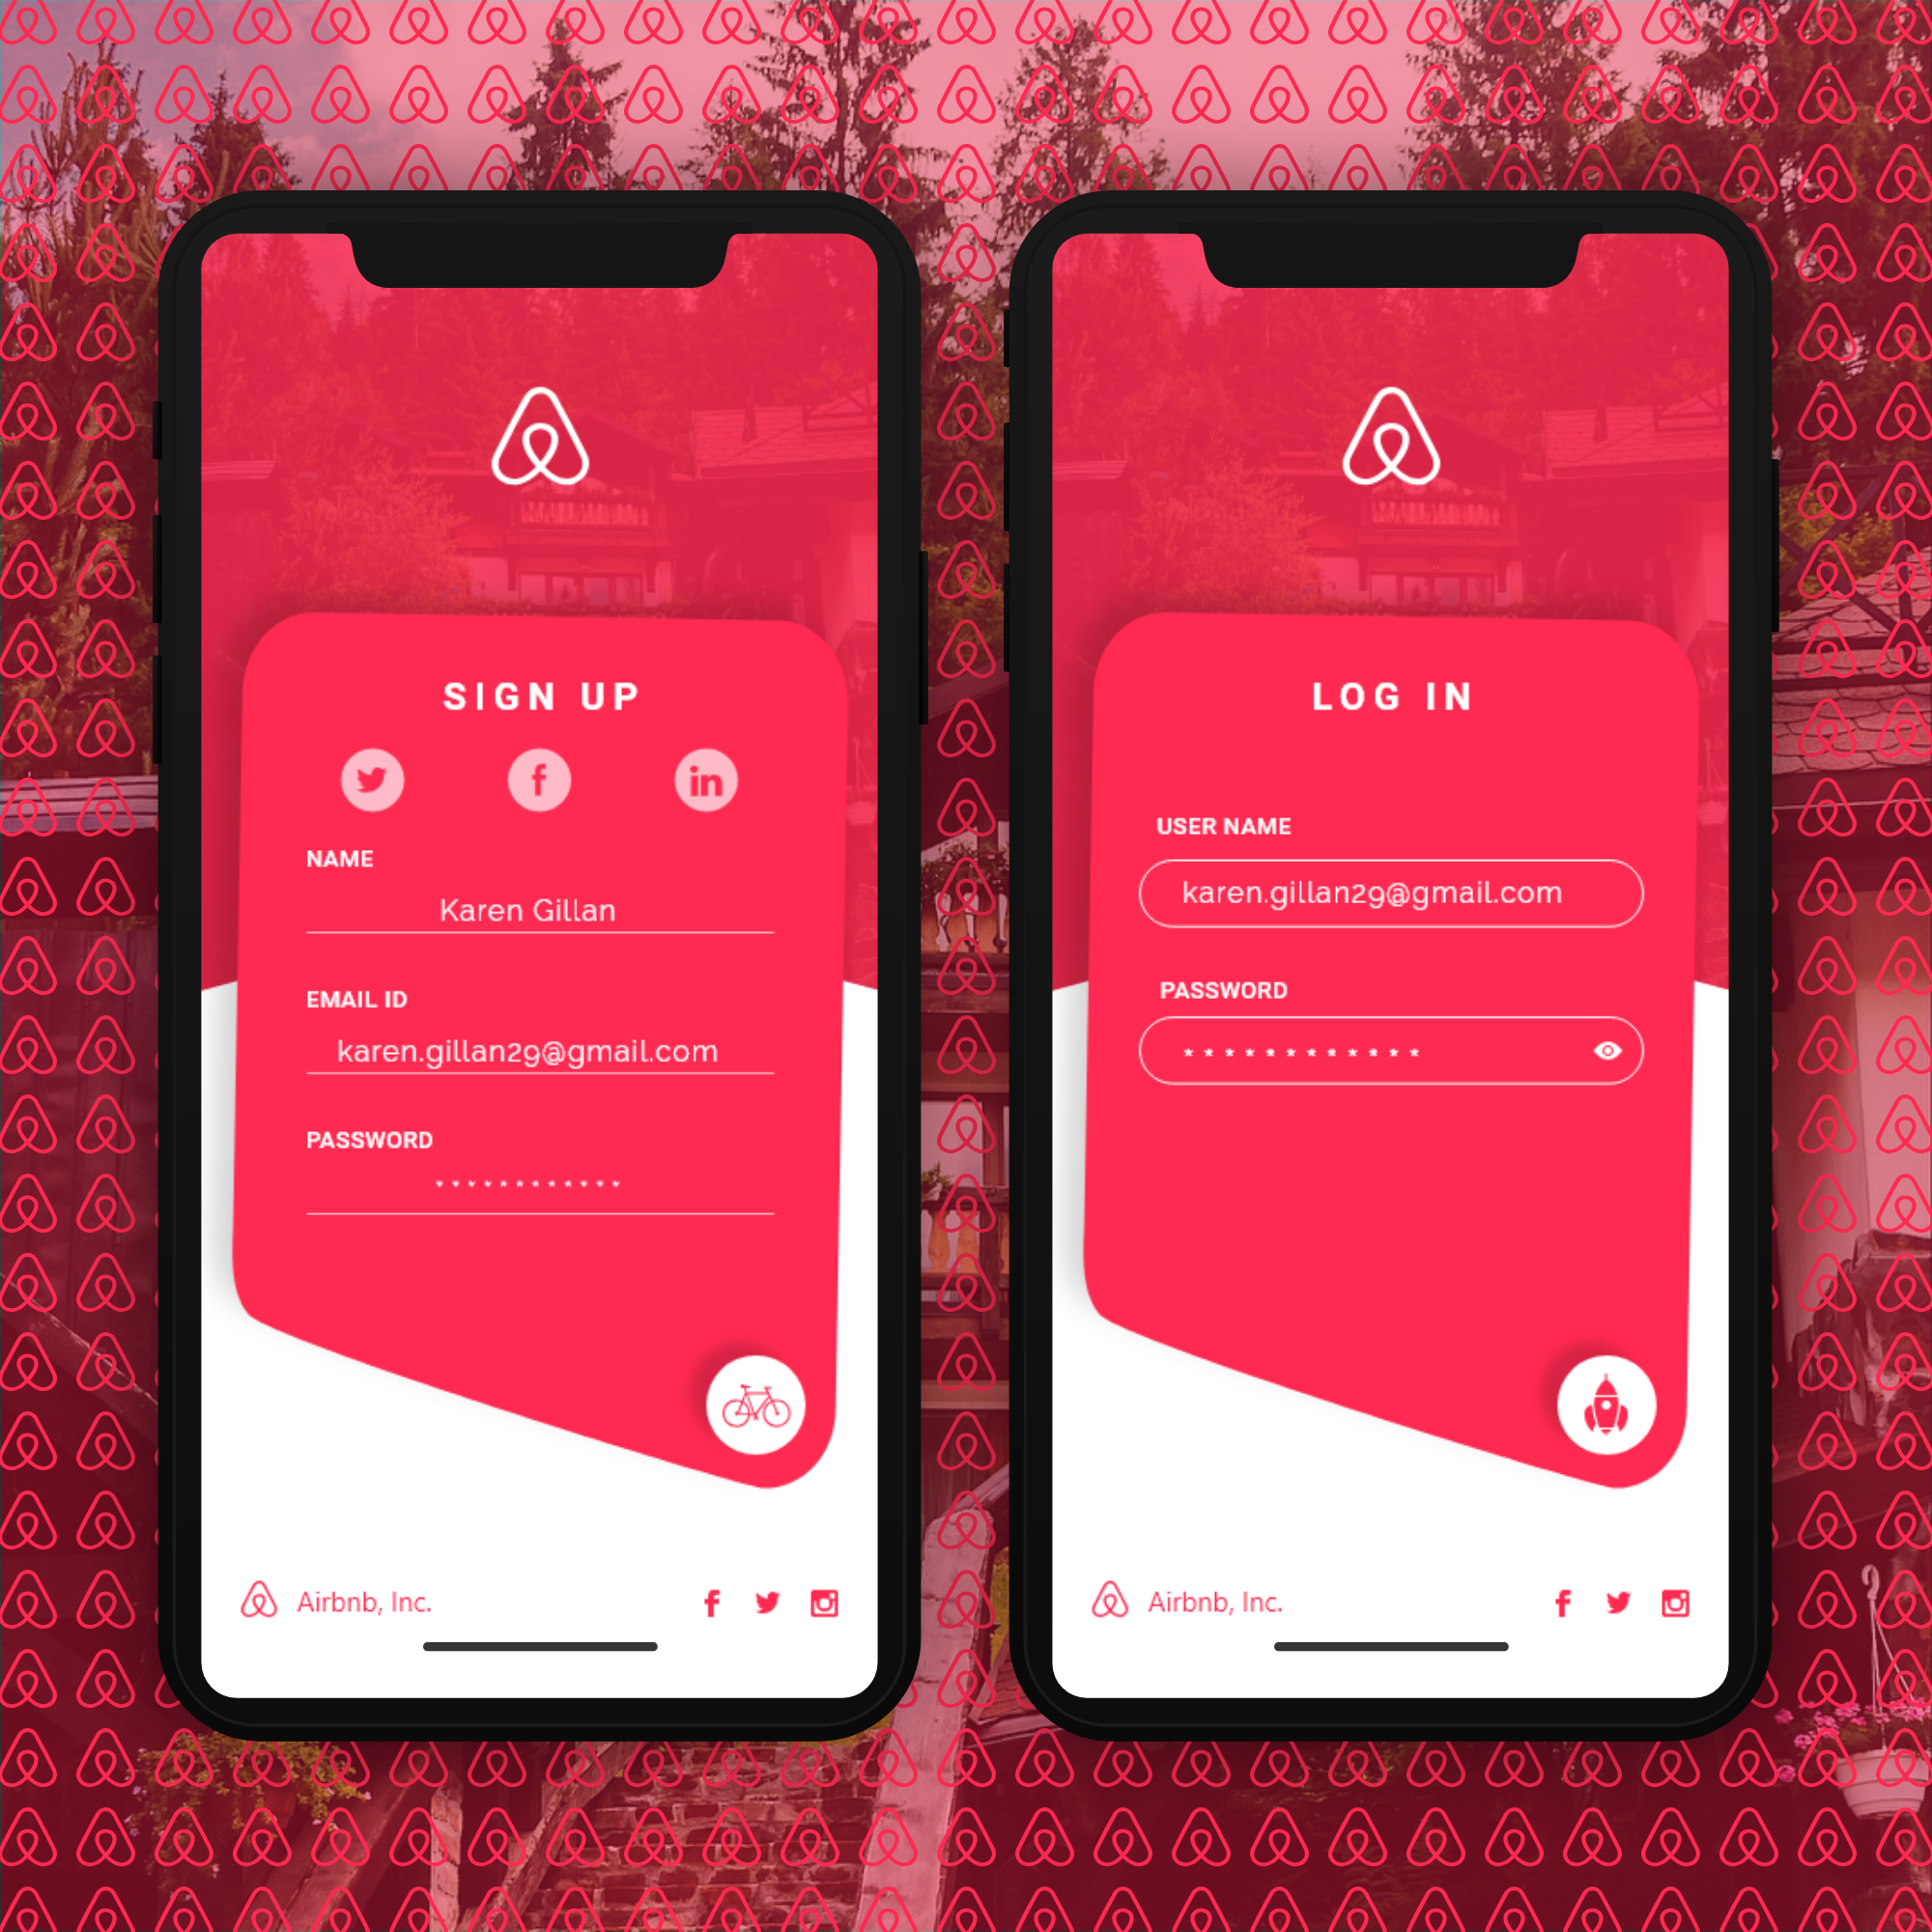 SIGN UP
NAME
Karen Gillan
EMAIL ID
karen.gillan29@gmail.com
PASSWORD
* * * * * * * * * * * *
Airbnb, Inc.
LOG IN
USER NAME
karen.gillan29@gmail.com
PASSWORD
* * * * * * * * * * * *
Airbnb, Inc.